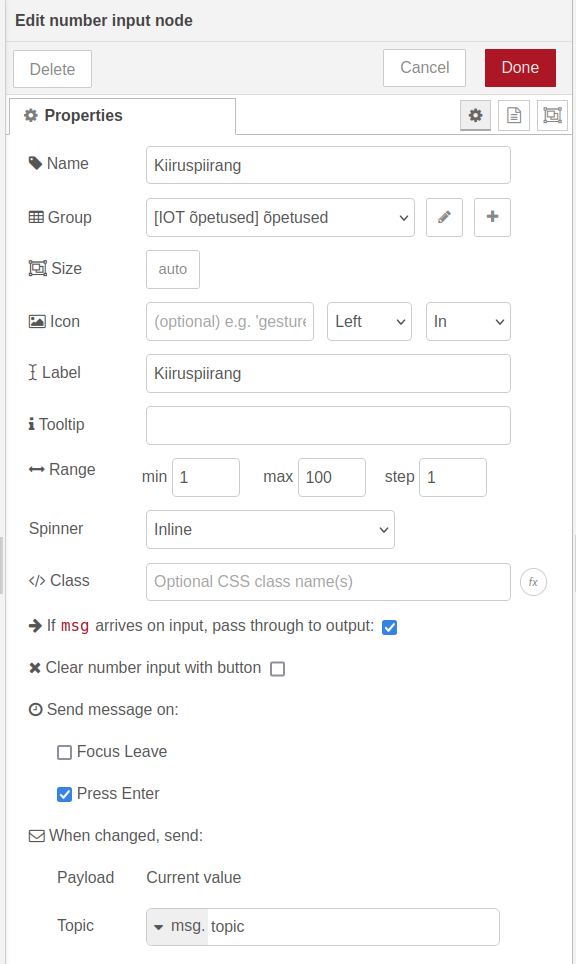 Edit number input node
Delete Cancel Done
Properties
Name Kiiruspiirang
Group [IOT õpetused] õpetused
Size auto
Icon (optional) e.g. 'gesture Left In
Label Kiiruspiirang
Tooltip
Range min 1 max 100 step 1
Spinner Inline
</> Class Optional CSS class name(s) fx
If msg arrives on input, pass through to output:
Clear number input with button
Send message on:
Focus Leave
Press Enter
When changed, send:
Payload Current value
Topic msg. topic